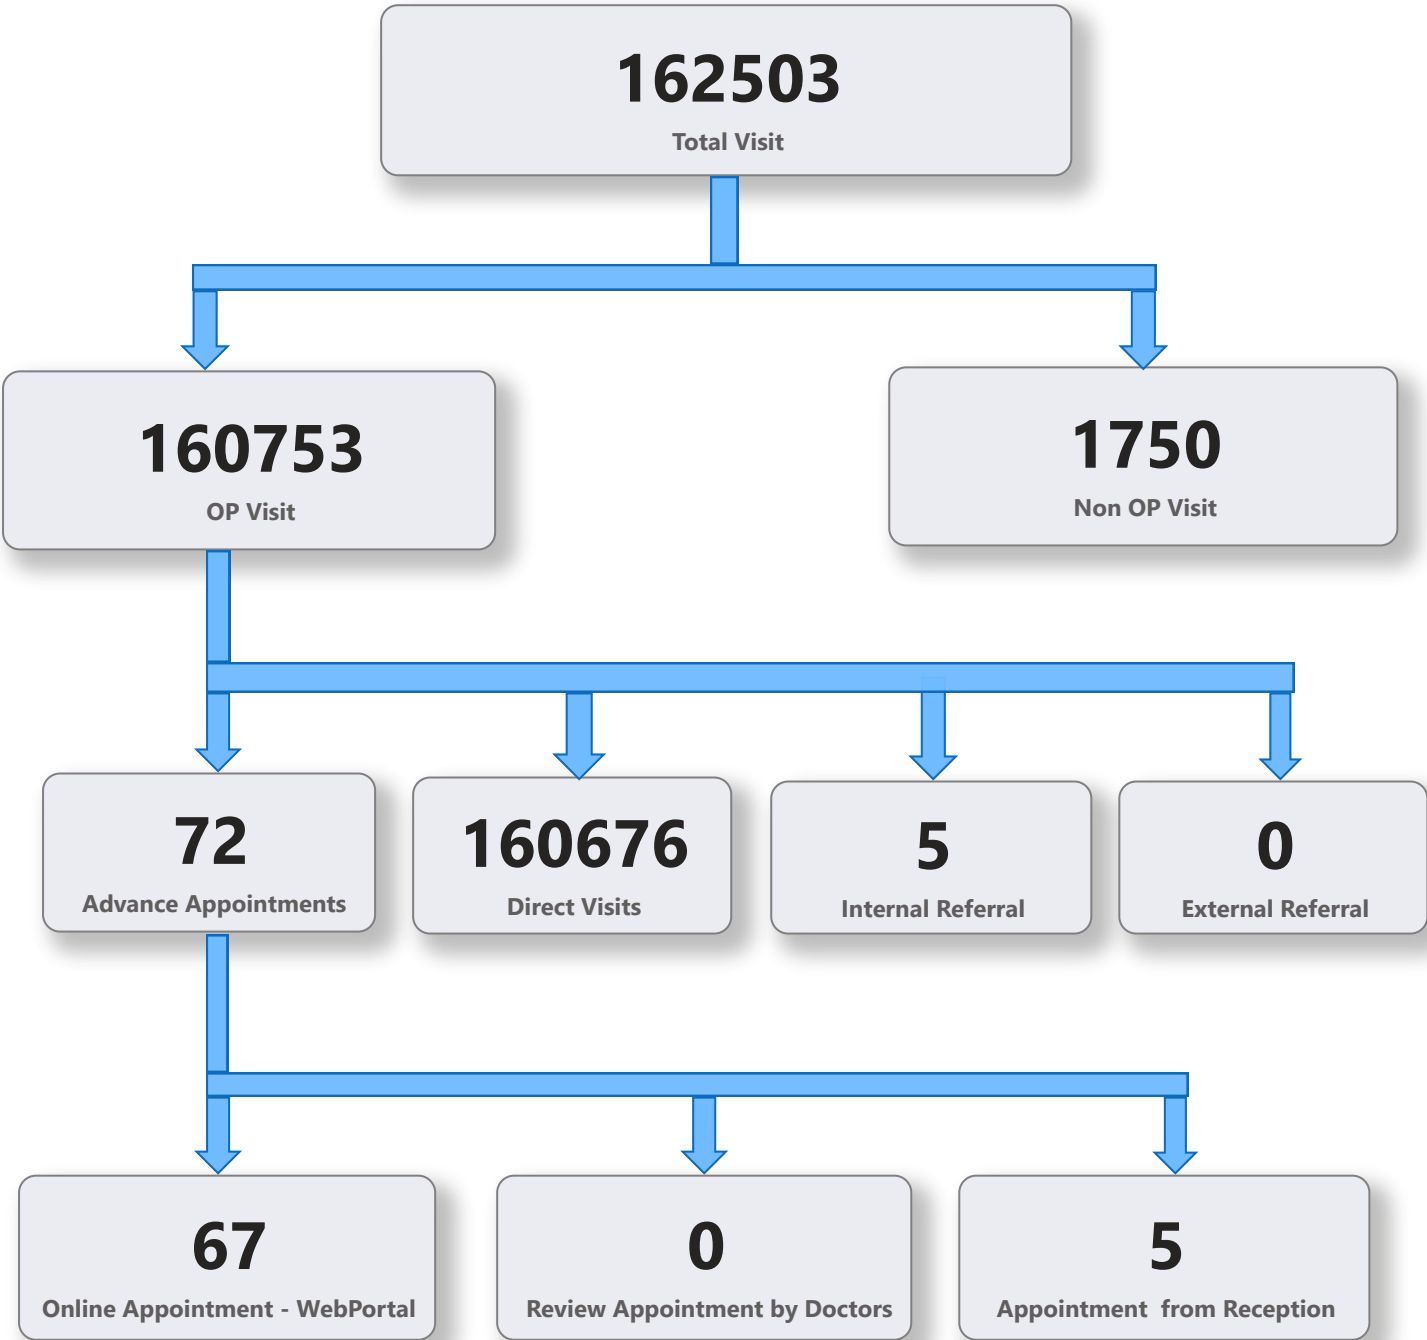 162503
Total Visit
160753
OP Visit
1750
Non OP Visit
72
Advance Appointments
160676
Direct Visits
5
Internal Referral
0
External Referral
67
Online Appointment - WebPortal
0
Review Appointment by Doctors
5
Appointment  from Reception